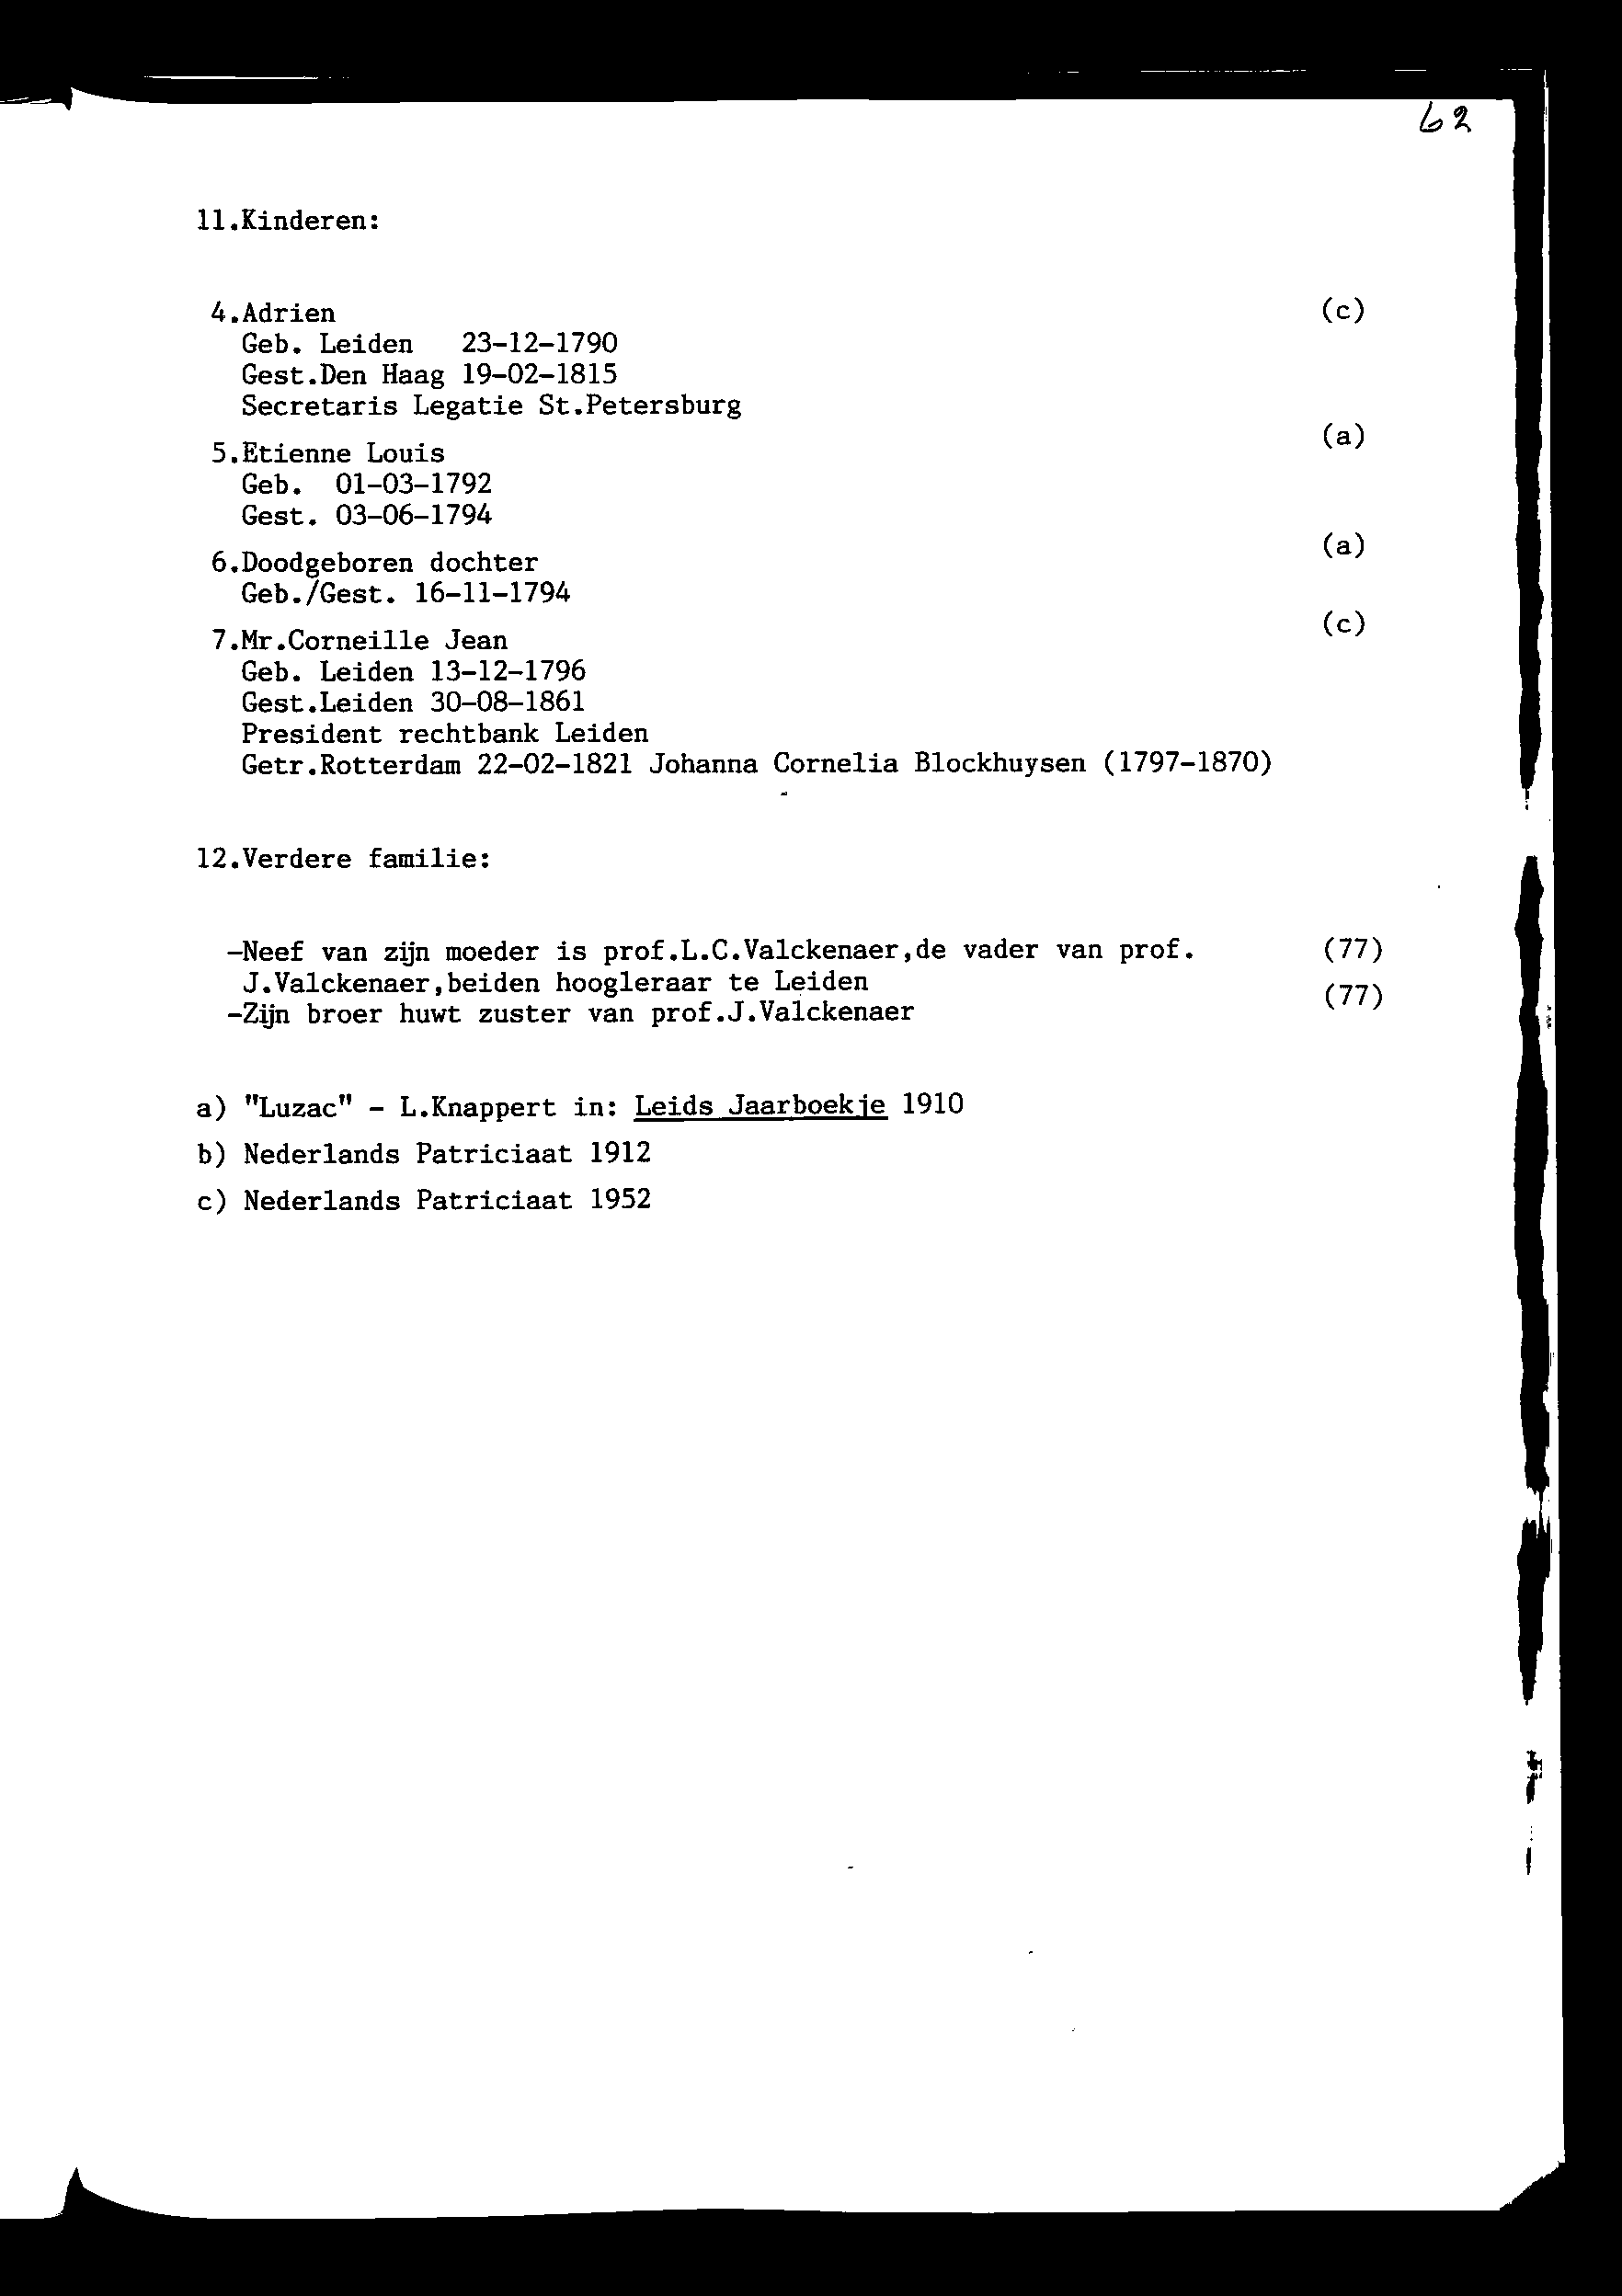 62
11.Kinderen:
4.Adrien (c)
Geb. Leiden 23-12-1790
Gest.Den Haag 19-02-1815
Secretaris Legatie St.Petersburg
5.Etienne Louis (a)
Geb. 01-03-1792
Gest. 03-06-1794
6.Doodgeboren dochter (a)
Geb./Gest. 16-11-1794
7.Mr.Corneille Jean (c)
Geb. Leiden 13-12-1796
Gest.Leiden 30-08-1861
President rechtbank Leiden
Getr.Rotterdam 22-02-1821 Johanna Cornelia Blockhuysen (1797-1870)
12.Verdere familie:
-Neef van zijn moeder is prof.L.C.Valckenaer,de vader van prof. (77)
J.Valckenaer,beiden hoogleraar te Leiden
-Zijn broer huwt zuster van prof.J.Valckenaer (77)
a) "Luzac" - L.Knappert in: Leids Jaarboekje 1910
b) Nederlands Patriciaat 1912
c) Nederlands Patriciaat 1952